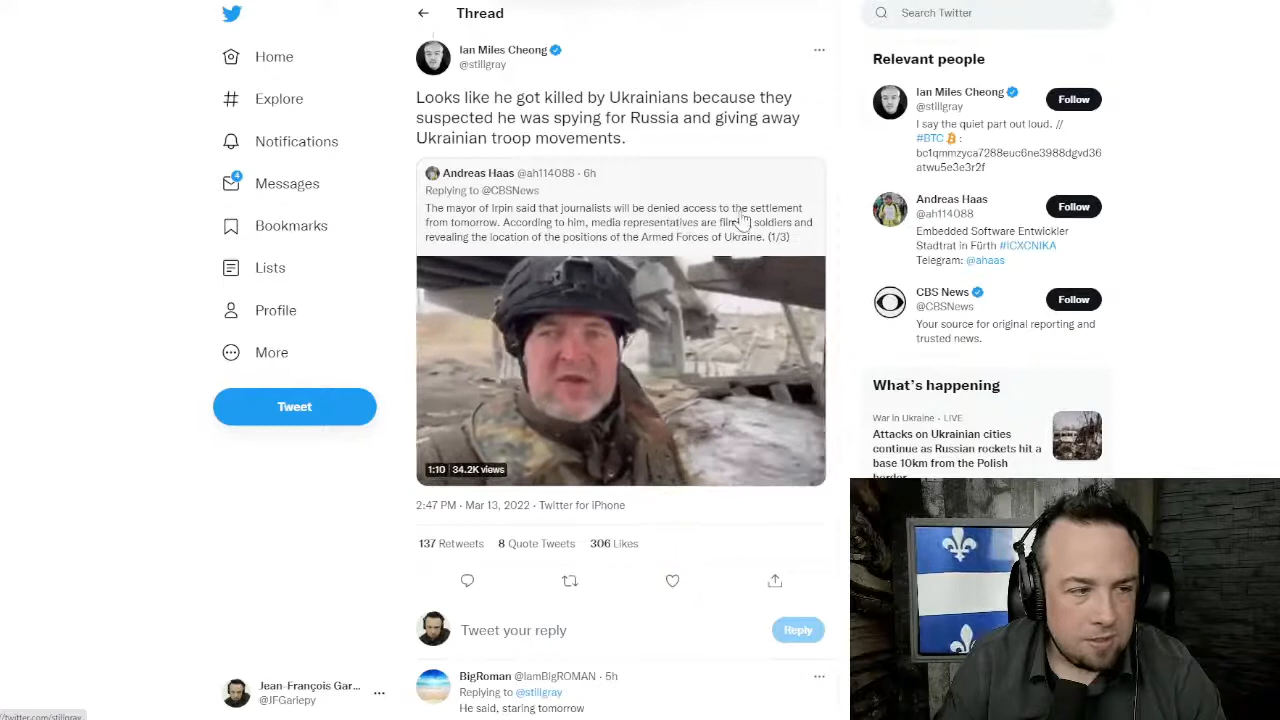 Home
Explore
Notifications
4
Messages
Bookmarks
Lists
Profile
More
Tweet
Jean-François Gar...
@JFGariepy
//twitter.com/stillgray
Thread
Ian Miles Cheong
@stillgray
Looks like he got killed by Ukrainians because they
suspected he was spying for Russia and giving away
Ukrainian troop movements.
Andreas Haas @ah114088 · 6h
Replying to @CBSNews
The mayor of Irpin said that journalists will be denied access to the settlement
from tomorrow. According to him, media representatives are soldiers and
revealing the location of the positions of the Armed Forces of Ukraine. (1/3)
1:10 34.2K views
2:47 PM · Mar 13, 2022 · Twitter for iPhone
137 Retweets 8 Quote Tweets 306 Likes
Tweet your reply
Reply
BigRoman @IamBigROMAN · 5h
Replying to @stillgray
He said, staring tomorrow
Search Twitter
Relevant people
Ian Miles Cheong
@stillgray
Follow
I say the quiet part out loud. //
#BTC :
bc1qmmzyca7288euc6ne3988dgvd36
atwu5e3e3r2f
Andreas Haas
@ah114088
Follow
Embedded Software Entwickler
Stadtrat in Fürth #ICXCNIKA
Telegram: @ahaas
CBS News
@CBSNews
Follow
Your source for original reporting and
trusted news.
What's happening
War in Ukraine · LIVE
Attacks on Ukrainian cities
continue as Russian rockets hit a
base 10km from the Polish
border